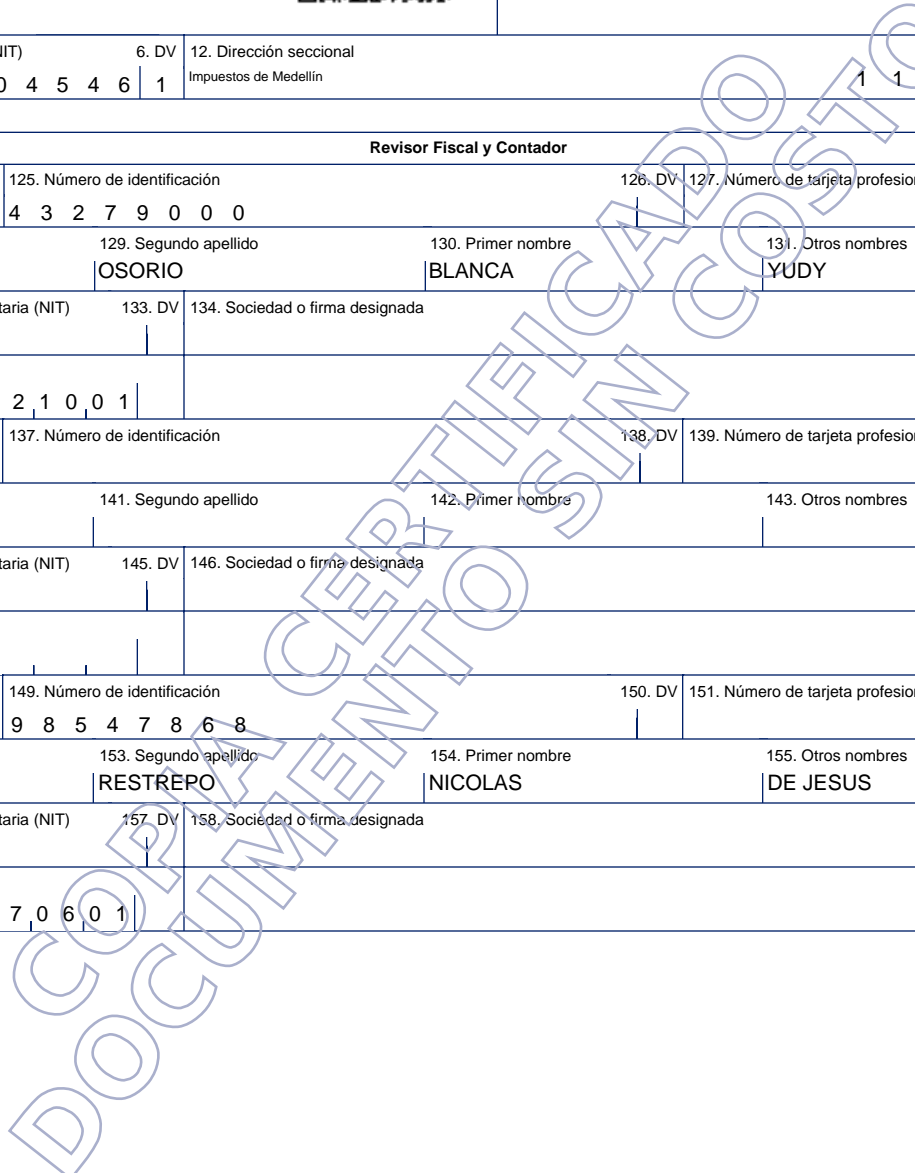 NIT) 6. DV 12. Dirección seccional
0 4 5 4 6 1 Impuestos de Medellín 1 1
Revisor Fiscal y Contador
125. Número de identificación 126. DV 127. Número de tarjeta profesion
4 3 2 7 9 0 0 0
129. Segundo apellido 130. Primer nombre 131. Otros nombres
OSORIO BLANCA YUDY
taria (NIT) 133. DV 134. Sociedad o firma designada
2 1 0 0 1
137. Número de identificación 138. DV 139. Número de tarjeta profesion
141. Segundo apellido 142. Primer nombre 143. Otros nombres
taria (NIT) 145. DV 146. Sociedad o firma designada
149. Número de identificación 150. DV 151. Número de tarjeta profesion
9 8 5 4 7 8 6 8
153. Segundo apellido 154. Primer nombre 155. Otros nombres
RESTREPO NICOLAS DE JESUS
taria (NIT) 157. DV 158. Sociedad o firma designada
7 0 6 0 1
COPIA CERTIFICADO
DOCUMENTO SIN COSTO